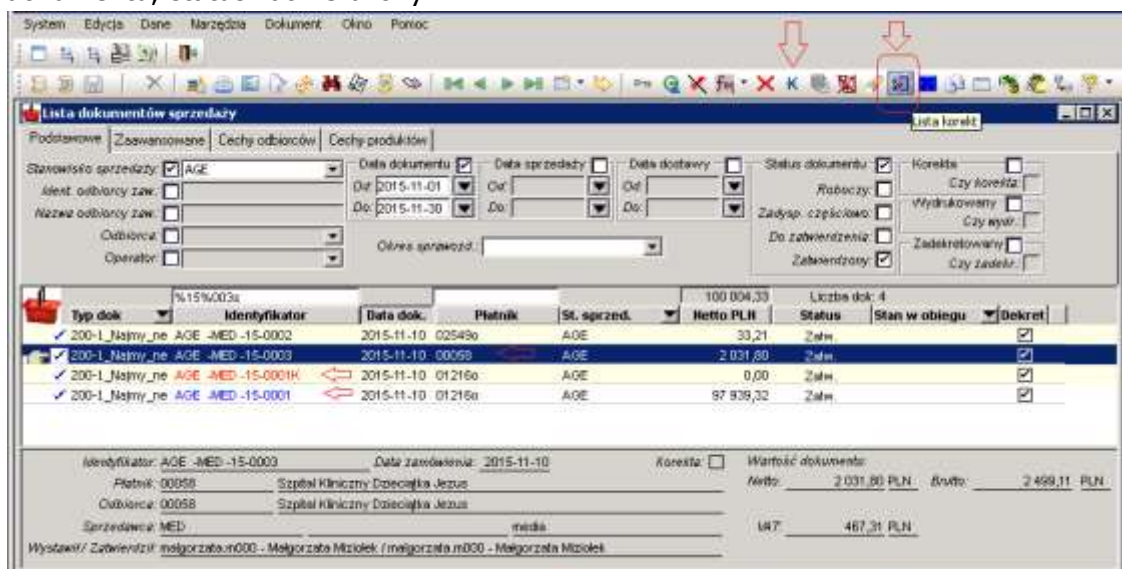 System Edycja Dane Narzędzia Dokument Okno Pomoc
K
Lista dokumentów sprzedaży
Lista korekt
Podstawowe Zaawansowane Cechy odbiorców Cechy produktów
Stanowisko sprzedaży: AGE
Ident. odbiorcy zaw.:
Nazwa odbiorcy zaw.:
Odbiorca:
Operator:
Data dokumentu
Od: 2015-11-01
Do: 2015-11-30
Data sprzedaży
Od:
Do:
Data dostawy
Od:
Do:
Okres sprawozd.:
Status dokumentu
Roboczy:
Zadysp. częściowo:
Do zatwierdzenia:
Zatwierdzony:
Korekta
Czy korekta:
Wydrukowany
Czy wydr.:
Zadekretowany
Czy zadekr.:
%15%003s 100 004,33 Liczba dok: 4
Typ dok Identyfikator Data dok. Płatnik St. sprzed. Netto PLN Status Stan w obiegu Dekret
200-1_Najmy_ne AGE -MED -15-0002 2015-11-10 02549o AGE 33,21 Zatw.
200-1_Najmy_ne AGE -MED -15-0003 2015-11-10 00058 AGE 2 031,80 Zatw.
200-1_Najmy_ne AGE -MED -15-0001K 2015-11-10 01216o AGE 0,00 Zatw.
200-1_Najmy_ne AGE -MED -15-0001 2015-11-10 01216o AGE 97 939,32 Zatw.
Identyfikator: AGE -MED -15-0003 Data zamówienia: 2015-11-10 Korekta: Wartość dokumentu:
Płatnik: 00058 Szpital Kliniczny Dzieciątka Jezus Netto: 2 031,80 PLN Brutto: 2 499,11 PLN
Odbiorca: 00058 Szpital Kliniczny Dzieciątka Jezus
Sprzedawca: MED media VAT: 467,31 PLN
Wystawił / Zatwierdził: malgorzata.m000 - Małgorzata Miziołek / malgorzata.m000 - Małgorzata Miziołek